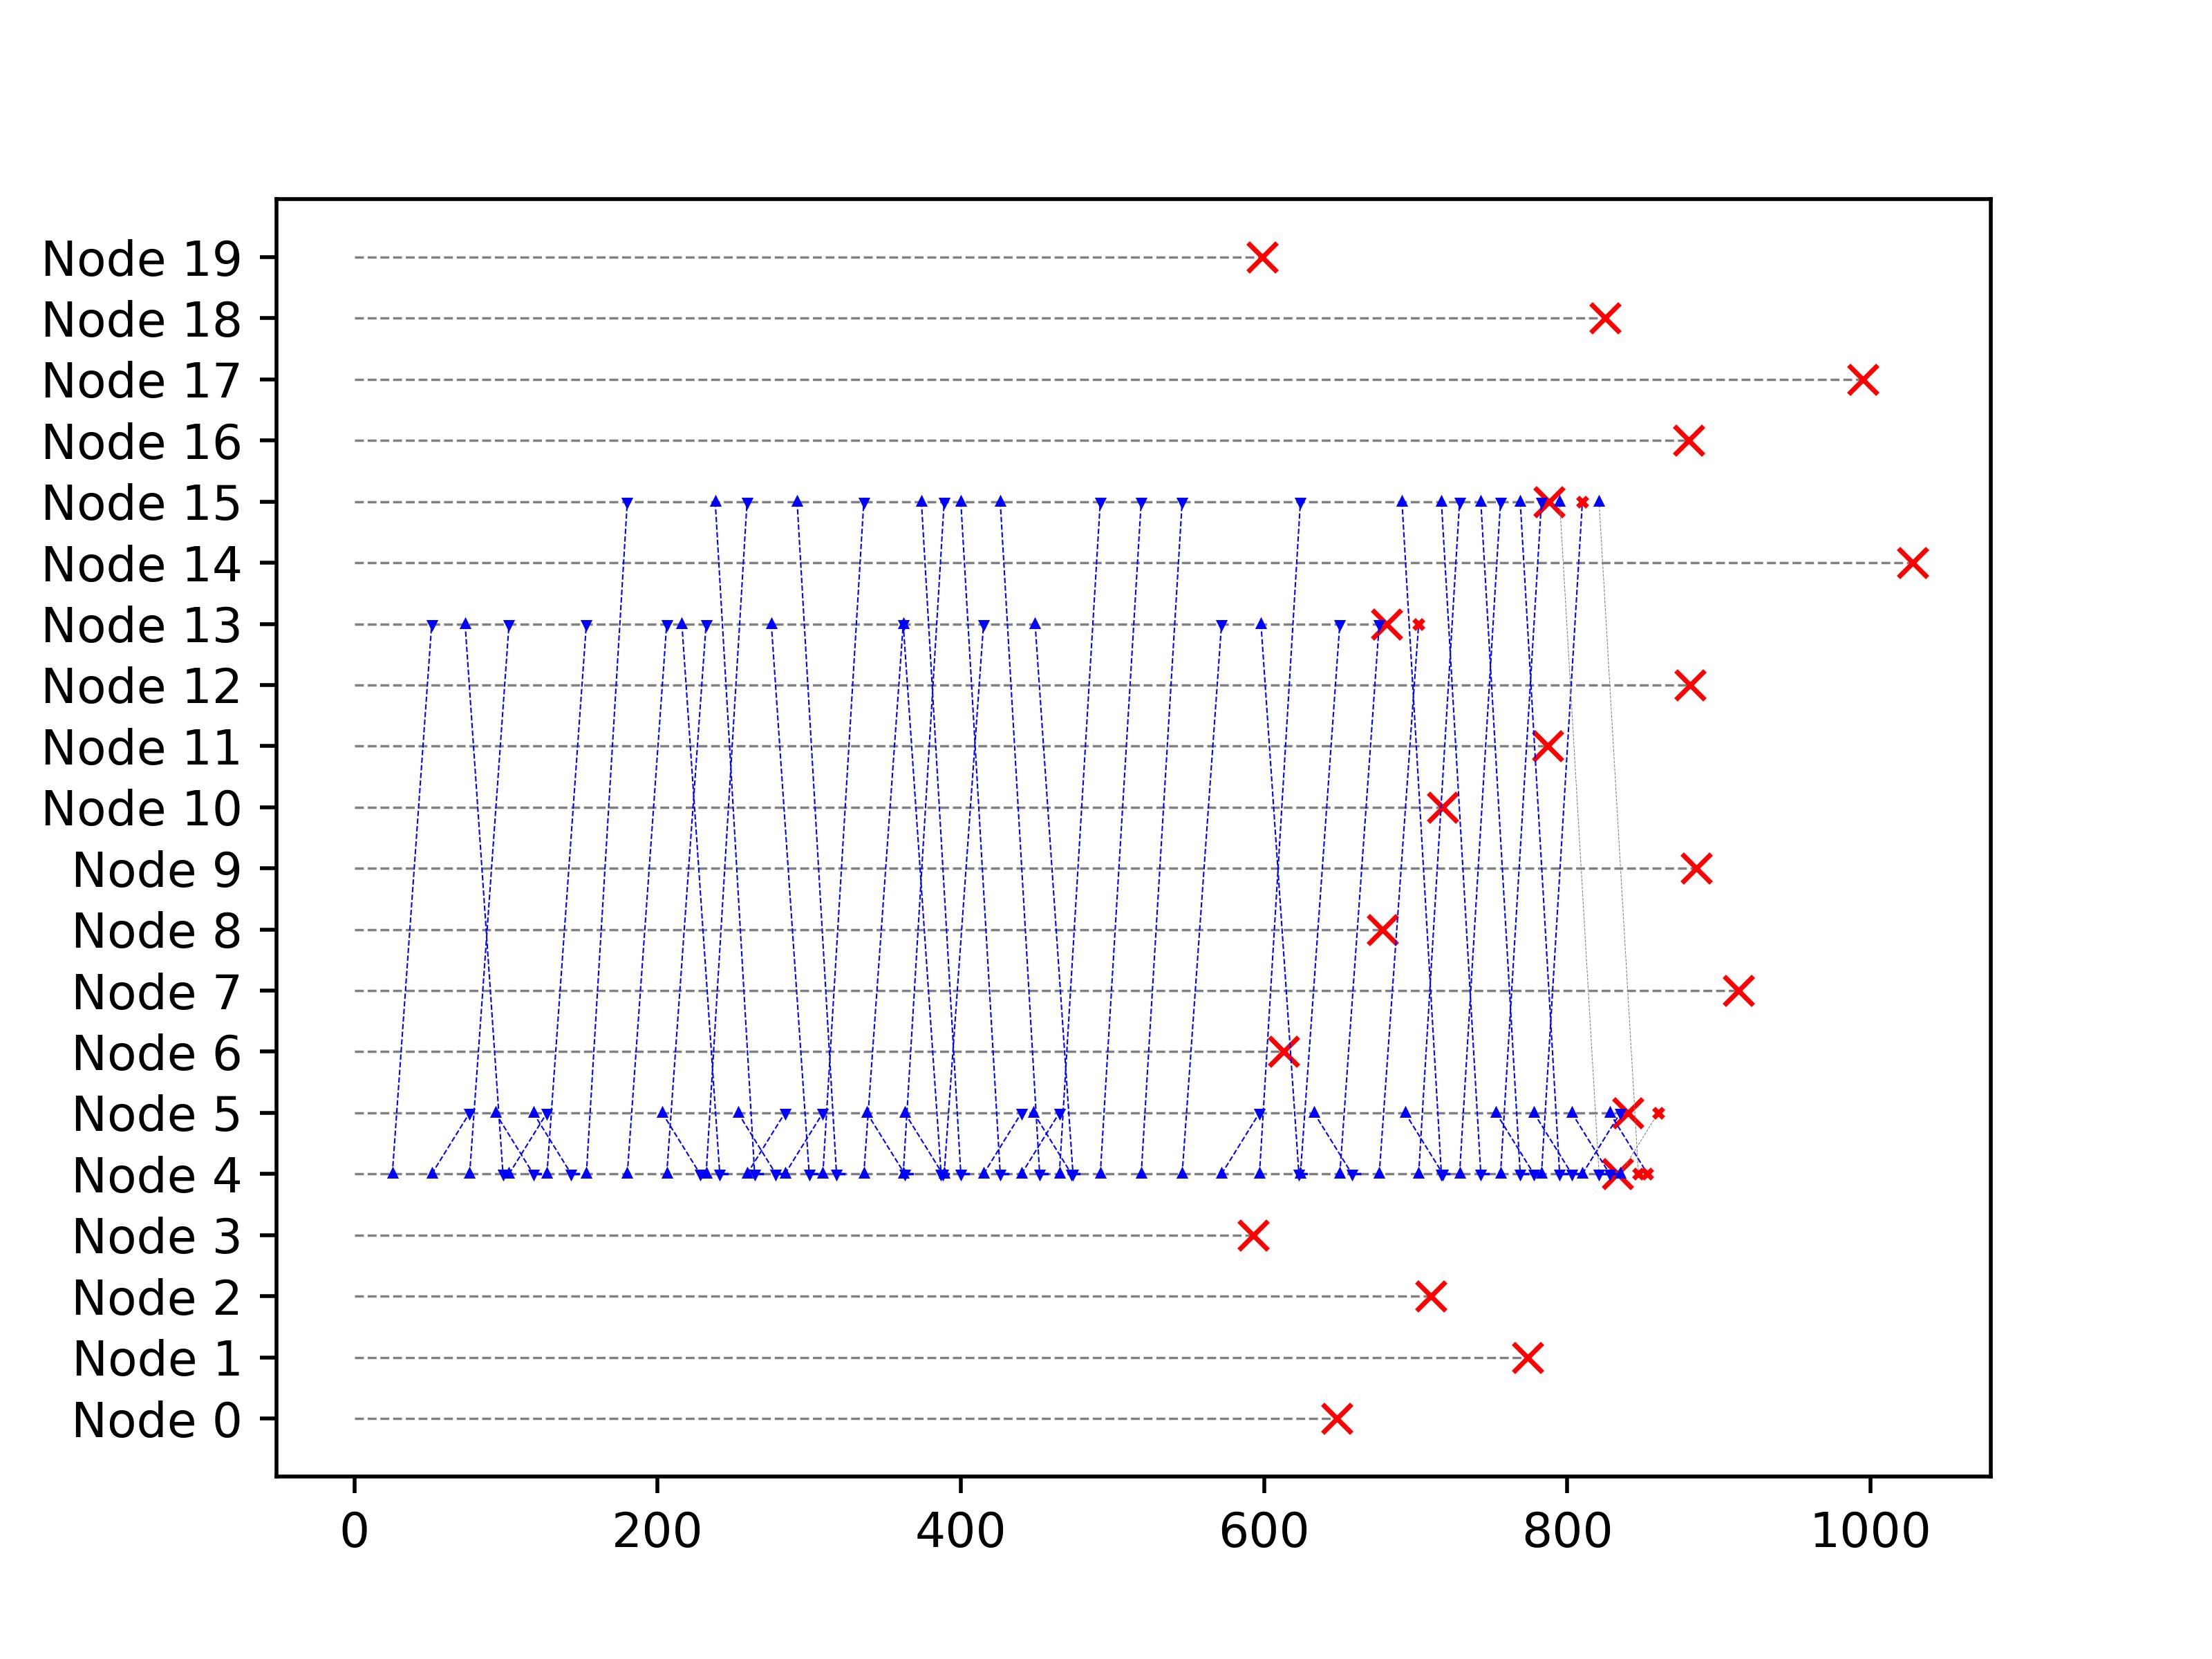 Node 19
Node 18
Node 17
Node 16
Node 15
Node 14
Node 13
Node 12
Node 11
Node 10
Node 9
Node 8
Node 7
Node 6
Node 5
Node 4
Node 3
Node 2
Node 1
Node 0
0 200 400 600 800 1000